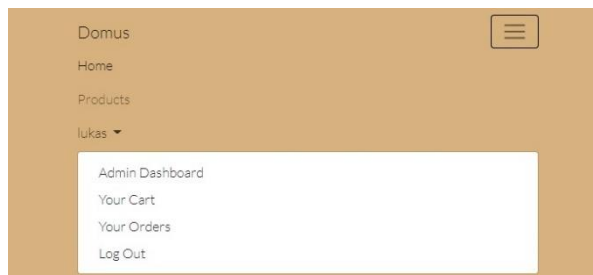 Domus
Home
Products
lukas
Admin Dashboard
Your Cart
Your Orders
Log Out